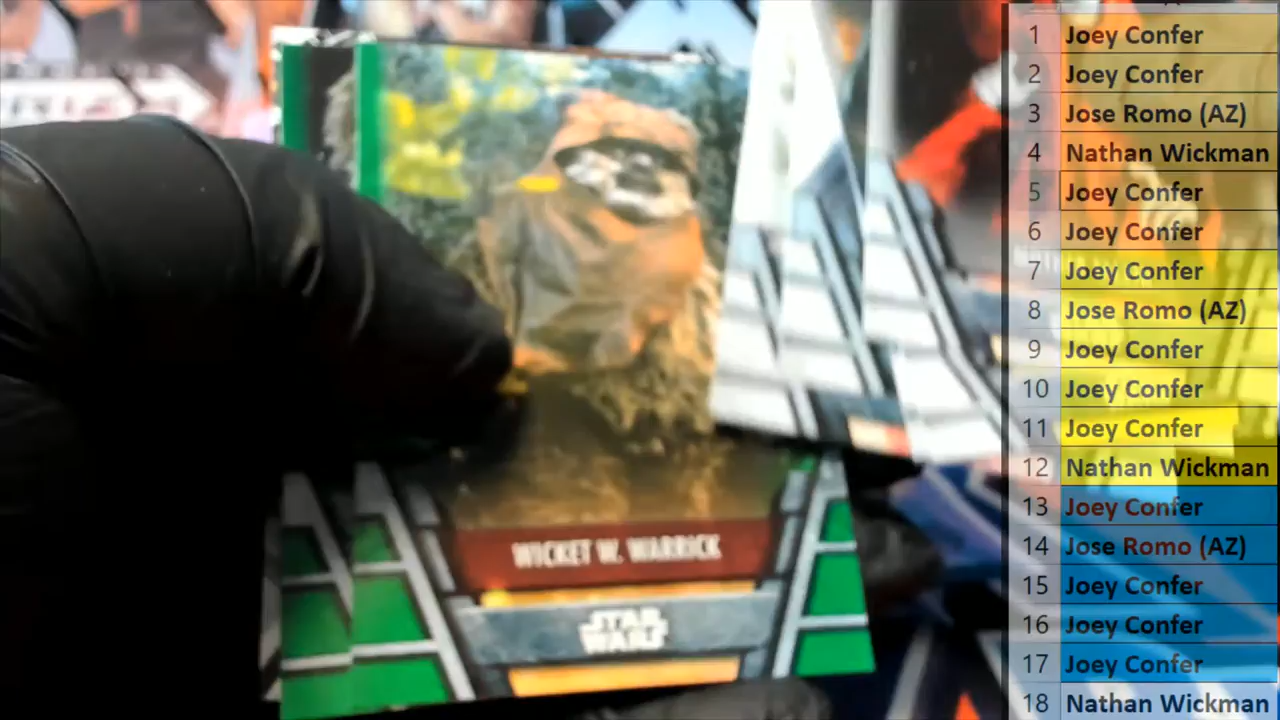 WICKET W. WARRICK
STAR
WARS
1 Joey Confer
2 Joey Confer
3 Jose Romo (AZ)
4 Nathan Wickman
5 Joey Confer
6 Joey Confer
7 Joey Confer
8 Jose Romo (AZ)
9 Joey Confer
10 Joey Confer
11 Joey Confer
12 Nathan Wickman
13 Joey Confer
14 Jose Romo (AZ)
15 Joey Confer
16 Joey Confer
17 Joey Confer
18 Nathan Wickman